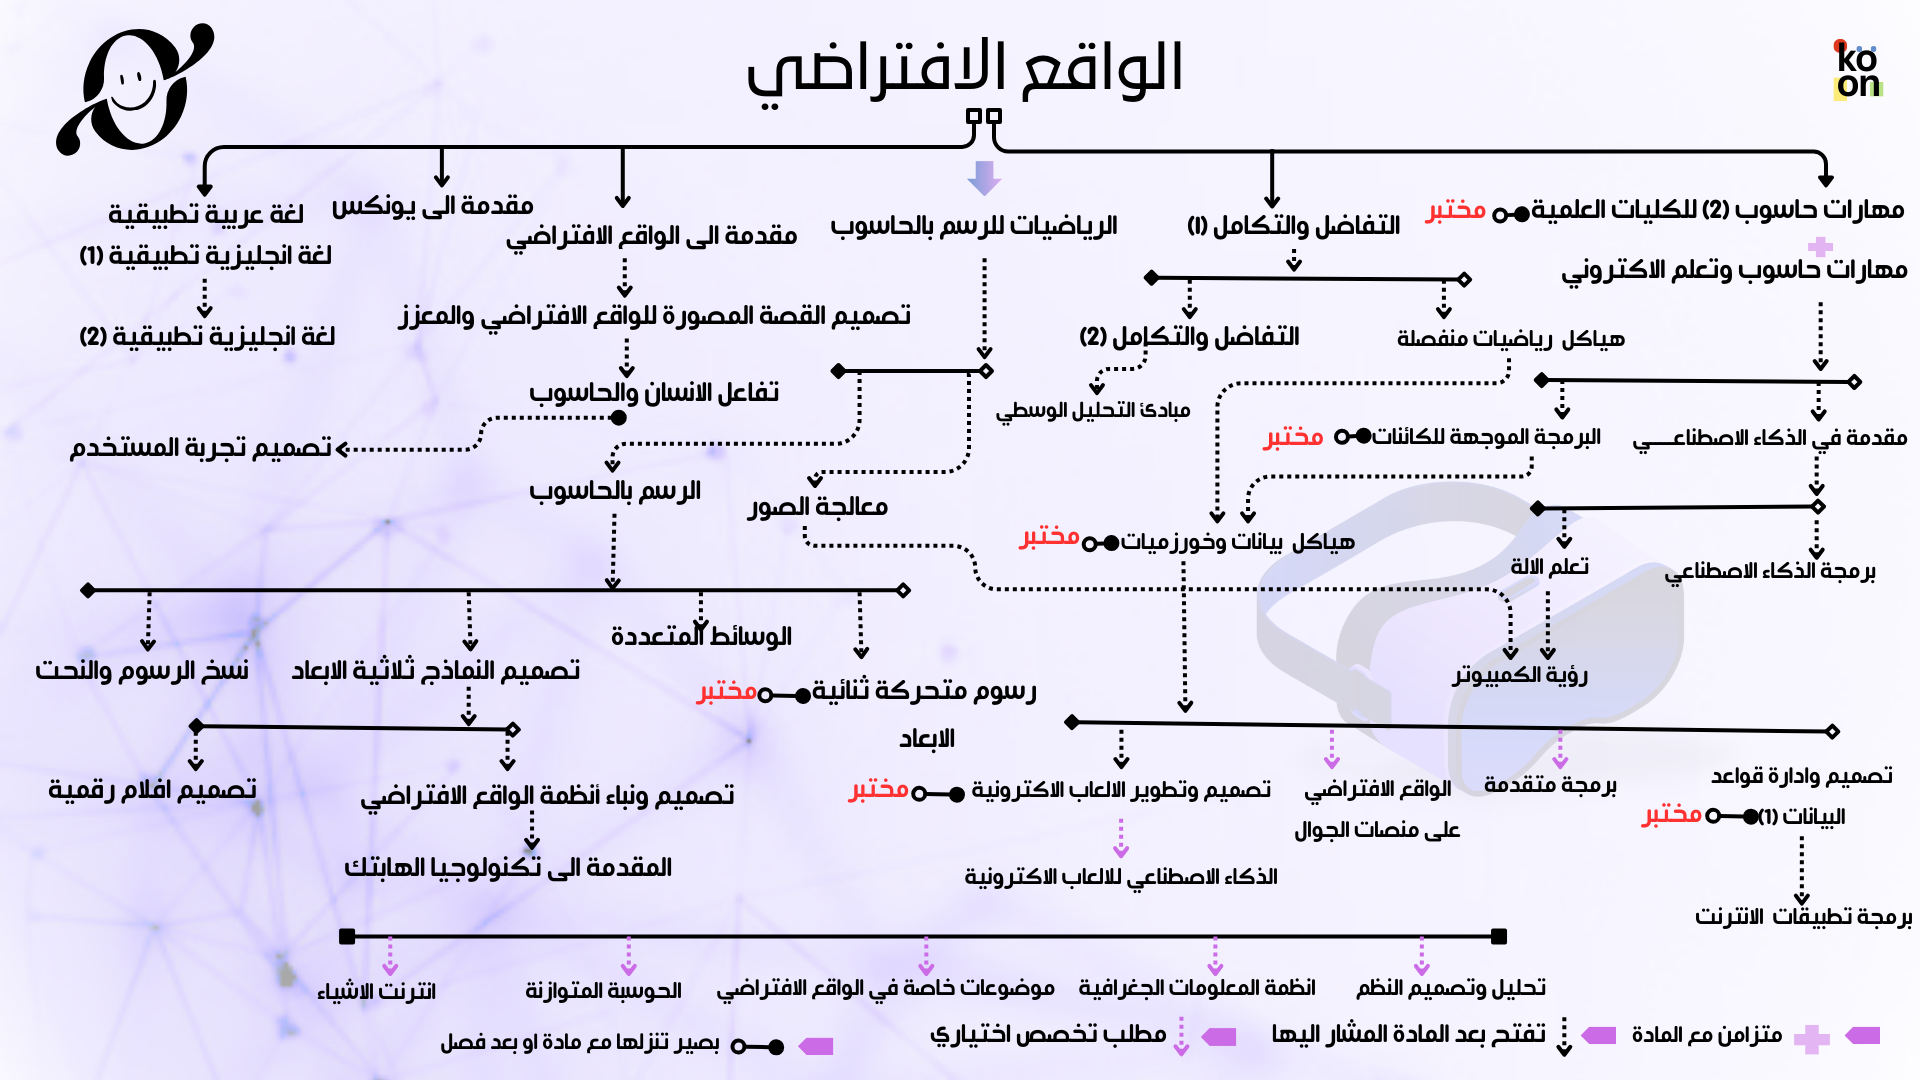 الواقع الافتراضي
ko
on
مهارات حاسوب (2) للكليات العلمية
مختبر
التفاضل والتكامل (1)
الرياضيات للرسم بالحاسوب
مقدمة الى الواقع الافتراضي
مقدمة الى يونكس
لغة عربية تطبيقية
لغة انجليزية تطبيقية (1)
مهارات حاسوب وتعلم الاكتروني
لغة انجليزية تطبيقية (2)
تصميم القصة المصورة للواقع الافتراضي والمعزز
التفاضل والتكامل (2)
هياكل رياضيات منفصلة
تفاعل الانسان والحاسوب
مبادئ التحليل الوسطي
مقدمة في الذكاء الاصطناعي
البرمجة الموجهة للكائنات
مختبر
تصميم تجربة المستخدم
الرسم بالحاسوب
معالجة الصور
هياكل بيانات وخورزميات
مختبر
تعلم الالة
برمجة الذكاء الاصطناعي
رؤية الكمبيوتر
الوسائط المتعددة
رسوم متحركة ثنائية
الابعاد
مختبر
تصميم النماذج ثلاثية الابعاد
نسخ الرسوم والنحت
تصميم وادارة قواعد
البيانات (1)
مختبر
برمجة متقدمة
الواقع الافتراضي
على منصات الجوال
تصميم وتطوير الالعاب الاكترونية
مختبر
تصميم ونباء أنظمة الواقع الافتراضي
تصميم افلام رقمية
المقدمة الى تكنولوجيا الهابتك
الذكاء الاصطناعي للالعاب الاكترونية
برمجة تطبيقات الانترنت
تحليل وتصميم النظم
انظمة المعلومات الجغرافية
موضوعات خاصة في الواقع الافتراضي
الحوسبة المتوازنة
انترنت الاشياء
متزامن مع المادة
تفتح بعد المادة المشار اليها
مطلب تخصص اختياري
بصير تنزلها مع مادة او بعد فصل